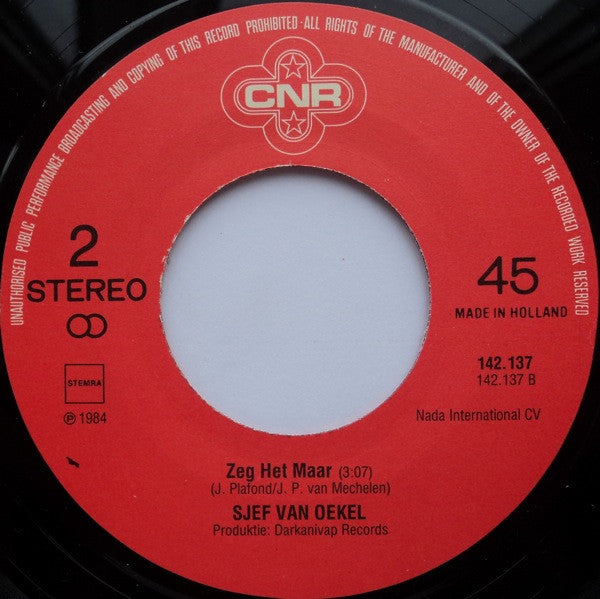 UNAUTHORISED PUBLIC PERFORMANCE BROADCASTING AND COPYING OF THIS RECORD PROHIBITED-ALL RIGHTS OF THE MANUFACTURER AND OF THE OWNER OF THE RECORDED WORK RESERVED
CNR
2
STEREO
45
MADE IN HOLLAND
STEMRA
℗ 1984
142.137
142.137 B
Nada International CV
Zeg Het Maar (3:07)
(J. Plafond/J. P. van Mechelen)
SJEF VAN OEKEL
Produktie: Darkanivap Records